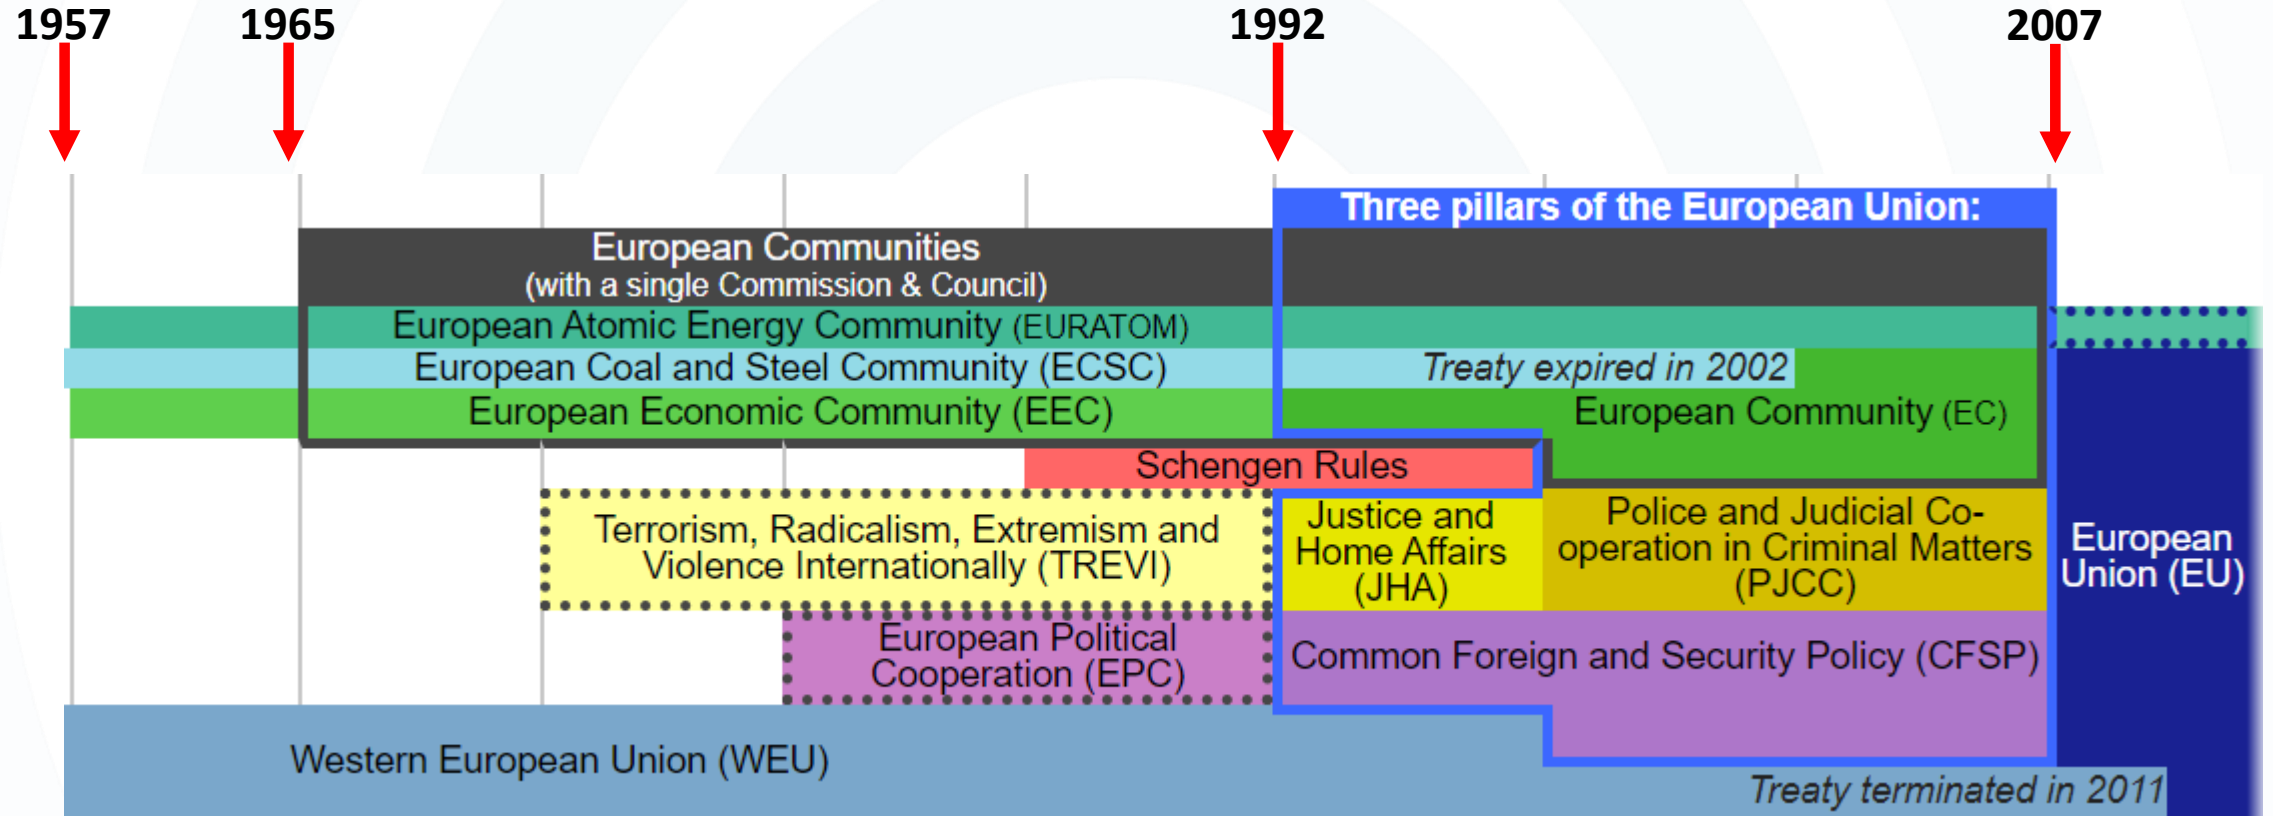 1957
1965
1992
2007
Three pillars of the European Union:
European Communities
(with a single Commission & Council)
European Atomic Energy Community (EURATOM)
European Coal and Steel Community (ECSC)
Treaty expired in 2002
European Economic Community (EEC)
European Community (EC)
Schengen Rules
Terrorism, Radicalism, Extremism and
Violence Internationally (TREVI)
Justice and
Home Affairs
(JHA)
Police and Judicial Co-
operation in Criminal Matters
(PJCC)
European
Union (EU)
European Political
Cooperation (EPC)
Common Foreign and Security Policy (CFSP)
Western European Union (WEU)
Treaty terminated in 2011